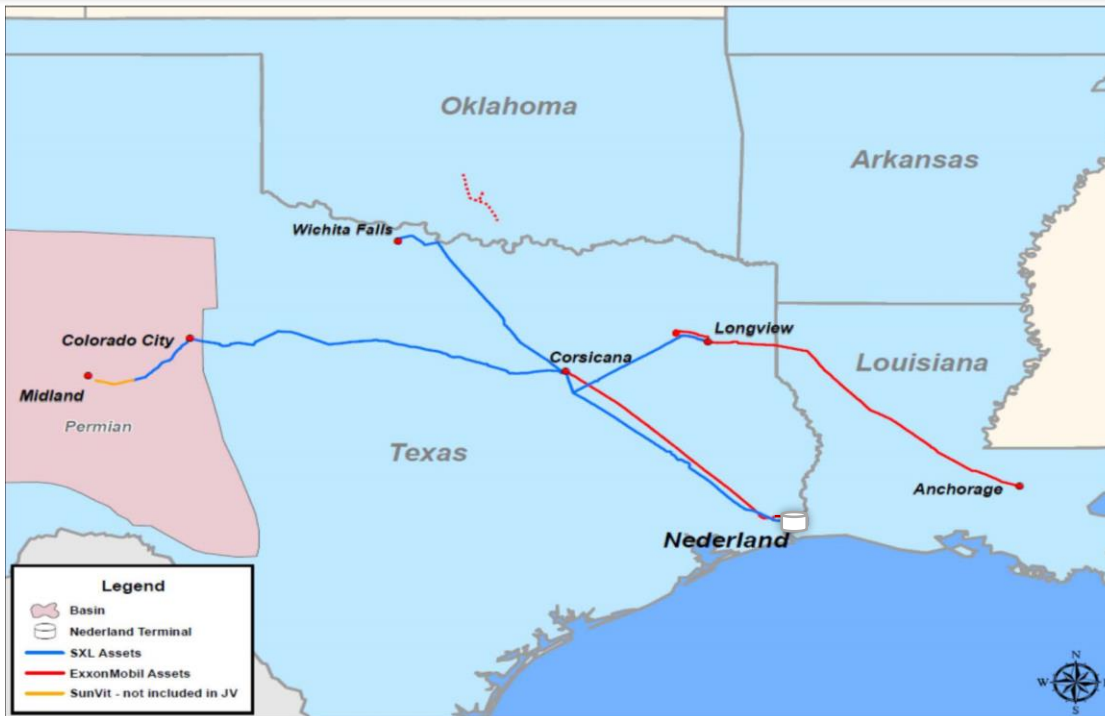 Oklahoma
Arkansas
Wichita Falls
Colorado City
Longview
Corsicana
Louisiana
Midland
Permian
Texas
Anchorage
Nederland
Legend
Basin
Nederland Terminal
SXL Assets
ExxonMobil Assets
SunVit - not included in JV
N
W
S